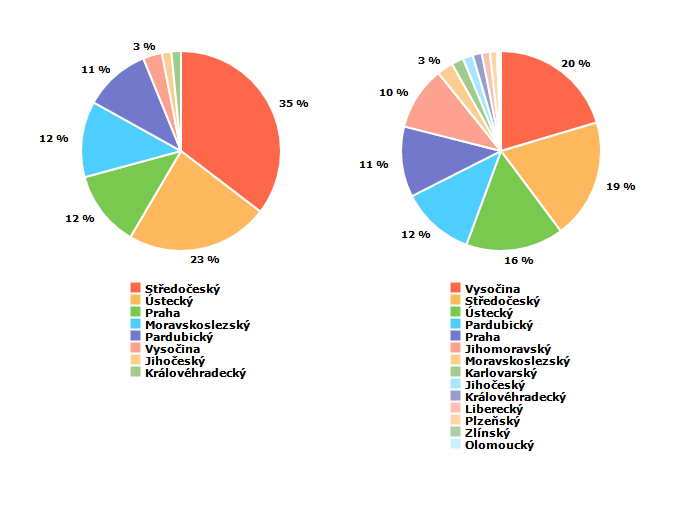 3 %
11 %
35 %
12 %
12 %
23 %
Středočeský
Ústecký
Praha
Moravskoslezský
Pardubický
Vysočina
Jihočeský
Královéhradecký
3 %
20 %
10 %
11 %
19 %
12 %
16 %
Vysočina
Středočeský
Ústecký
Pardubický
Praha
Jihomoravský
Moravskoslezský
Karlovarský
Jihočeský
Královéhradecký
Liberecký
Plzeňský
Zlínský
Olomoucký